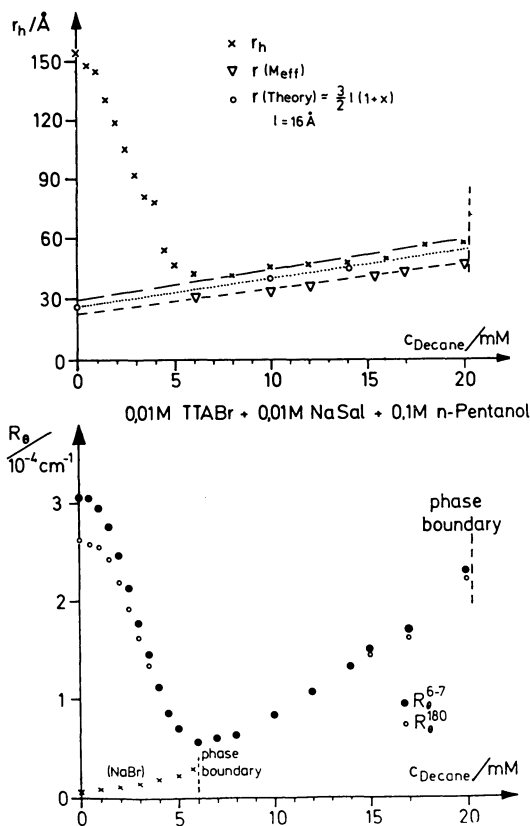 r_h/Å
× r_h
▽ r (M_eff)
○ r (Theory) = 3/2 l (1+x)
l = 16 Å
150
120
90
60
30
0
0 5 10 15 20
c_Decane/mM
0,01M TTABr + 0,01M NaSal + 0,1M n-Pentanol
R_θ/10⁻⁴cm⁻¹
3
2
1
0
phase
boundary
● R_θ^6-7
○ R_θ^180
(NaBr)
phase
boundary
c_Decane/mM
0 5 10 15 20